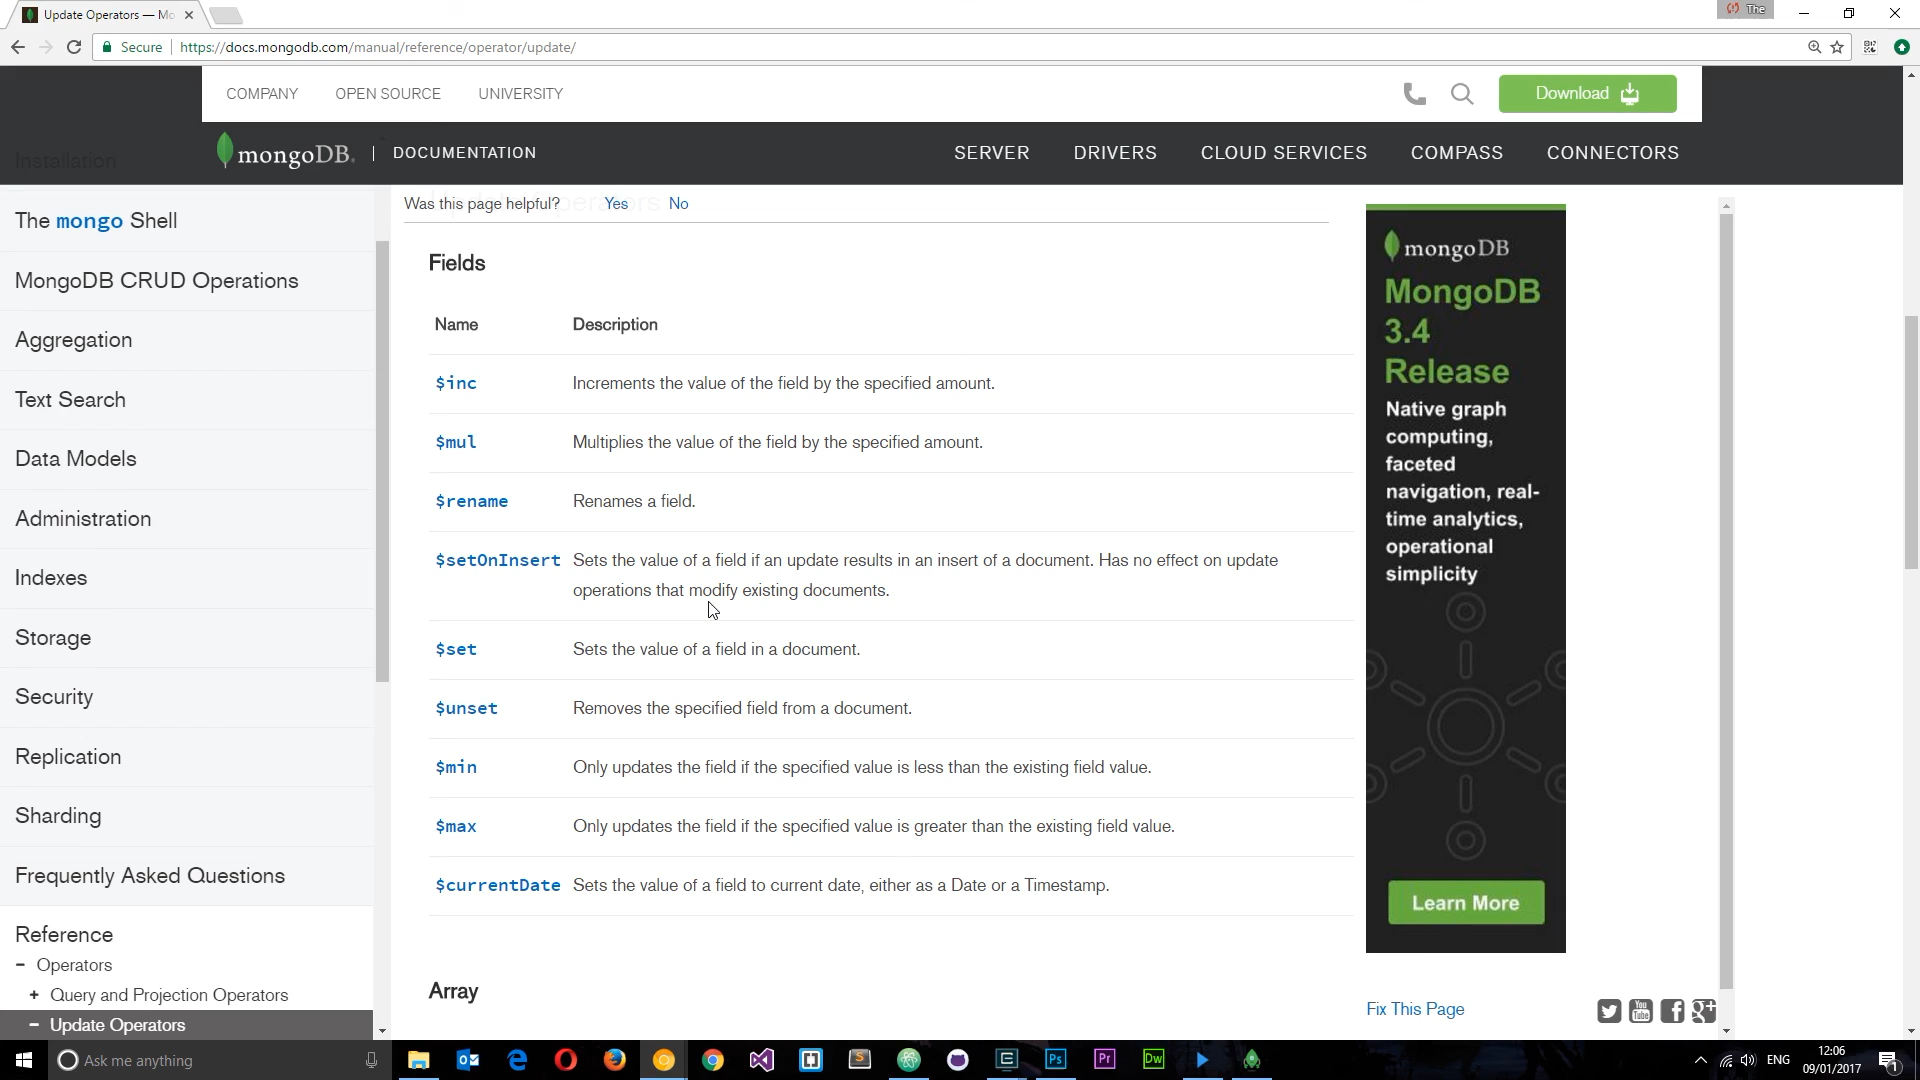 Update Operators — Mo
The
Secure
https://docs.mongodb.com/manual/reference/operator/update/
COMPANY
OPEN SOURCE
UNIVERSITY
Download
mongoDB.
DOCUMENTATION
SERVER
DRIVERS
CLOUD SERVICES
COMPASS
CONNECTORS
Installation
The mongo Shell
MongoDB CRUD Operations
Aggregation
Text Search
Data Models
Administration
Indexes
Storage
Security
Replication
Sharding
Frequently Asked Questions
Reference
− Operators
+ Query and Projection Operators
− Update Operators
Was this page helpful? Yes No
Fields
Name Description
$inc Increments the value of the field by the specified amount.
$mul Multiplies the value of the field by the specified amount.
$rename Renames a field.
$setOnInsert Sets the value of a field if an update results in an insert of a document. Has no effect on update
operations that modify existing documents.
$set Sets the value of a field in a document.
$unset Removes the specified field from a document.
$min Only updates the field if the specified value is less than the existing field value.
$max Only updates the field if the specified value is greater than the existing field value.
$currentDate Sets the value of a field to current date, either as a Date or a Timestamp.
Array
mongoDB
MongoDB
3.4
Release
Native graph
computing,
faceted
navigation, real-
time analytics,
operational
simplicity
Learn More
Fix This Page
Ask me anything
Ps
Pr
Dw
ENG
12:06
09/01/2017
1